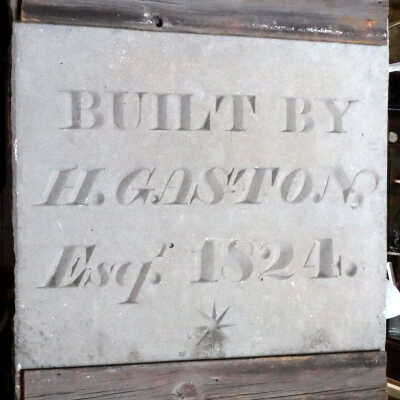 BUILT BY
H. GASTON,
Esqr. 1824.